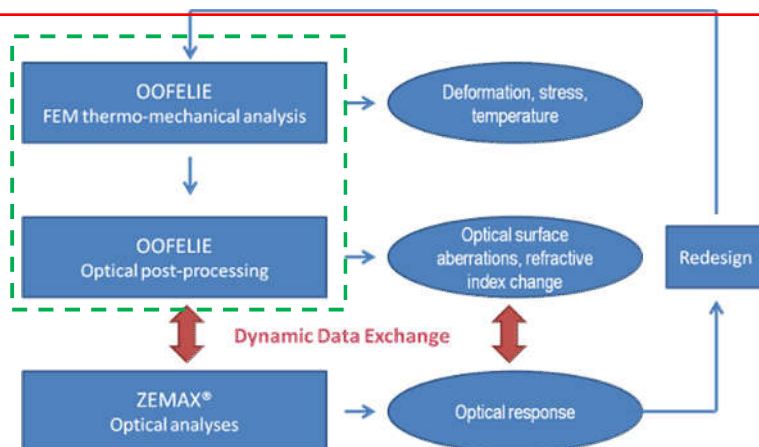 OOFELIE
FEM thermo-mechanical analysis
Deformation, stress,
temperature
OOFELIE
Optical post-processing
Optical surface
aberrations, refractive
index change
Redesign
Dynamic Data Exchange
ZEMAX®
Optical analyses
Optical response